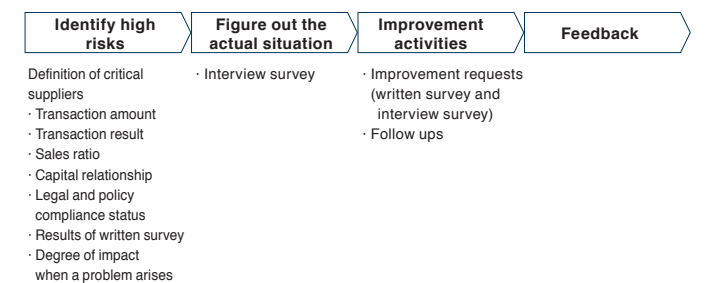 Identify high
risks
Figure out the
actual situation
Improvement
activities
Feedback
Definition of critical
suppliers
· Transaction amount
· Transaction result
· Sales ratio
· Capital relationship
· Legal and policy
compliance status
· Results of written survey
· Degree of impact
when a problem arises
· Interview survey
· Improvement requests
(written survey and
interview survey)
· Follow ups